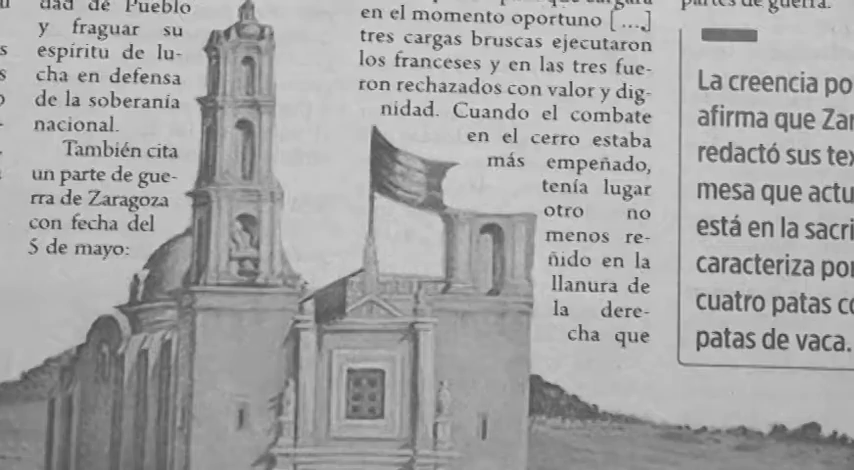 dad de Pueblo
y fraguar su
espíritu de lu-
cha en defensa
de la soberanía
nacional.
También cita
un parte de gue-
rra de Zaragoza
con fecha del
5 de mayo:
en el momento oportuno [...]
tres cargas bruscas ejecutaron
los franceses y en las tres fue-
ron rechazados con valor y dig-
nidad. Cuando el combate
en el cerro estaba
más empeñado,
tenía lugar
otro no
menos re-
ñido en la
llanura de
la dere-
cha que
partes de guerra.
La creencia po
afirma que Zar
redactó sus tex
mesa que actu
está en la sacri
caracteriza por
cuatro patas co
patas de vaca.